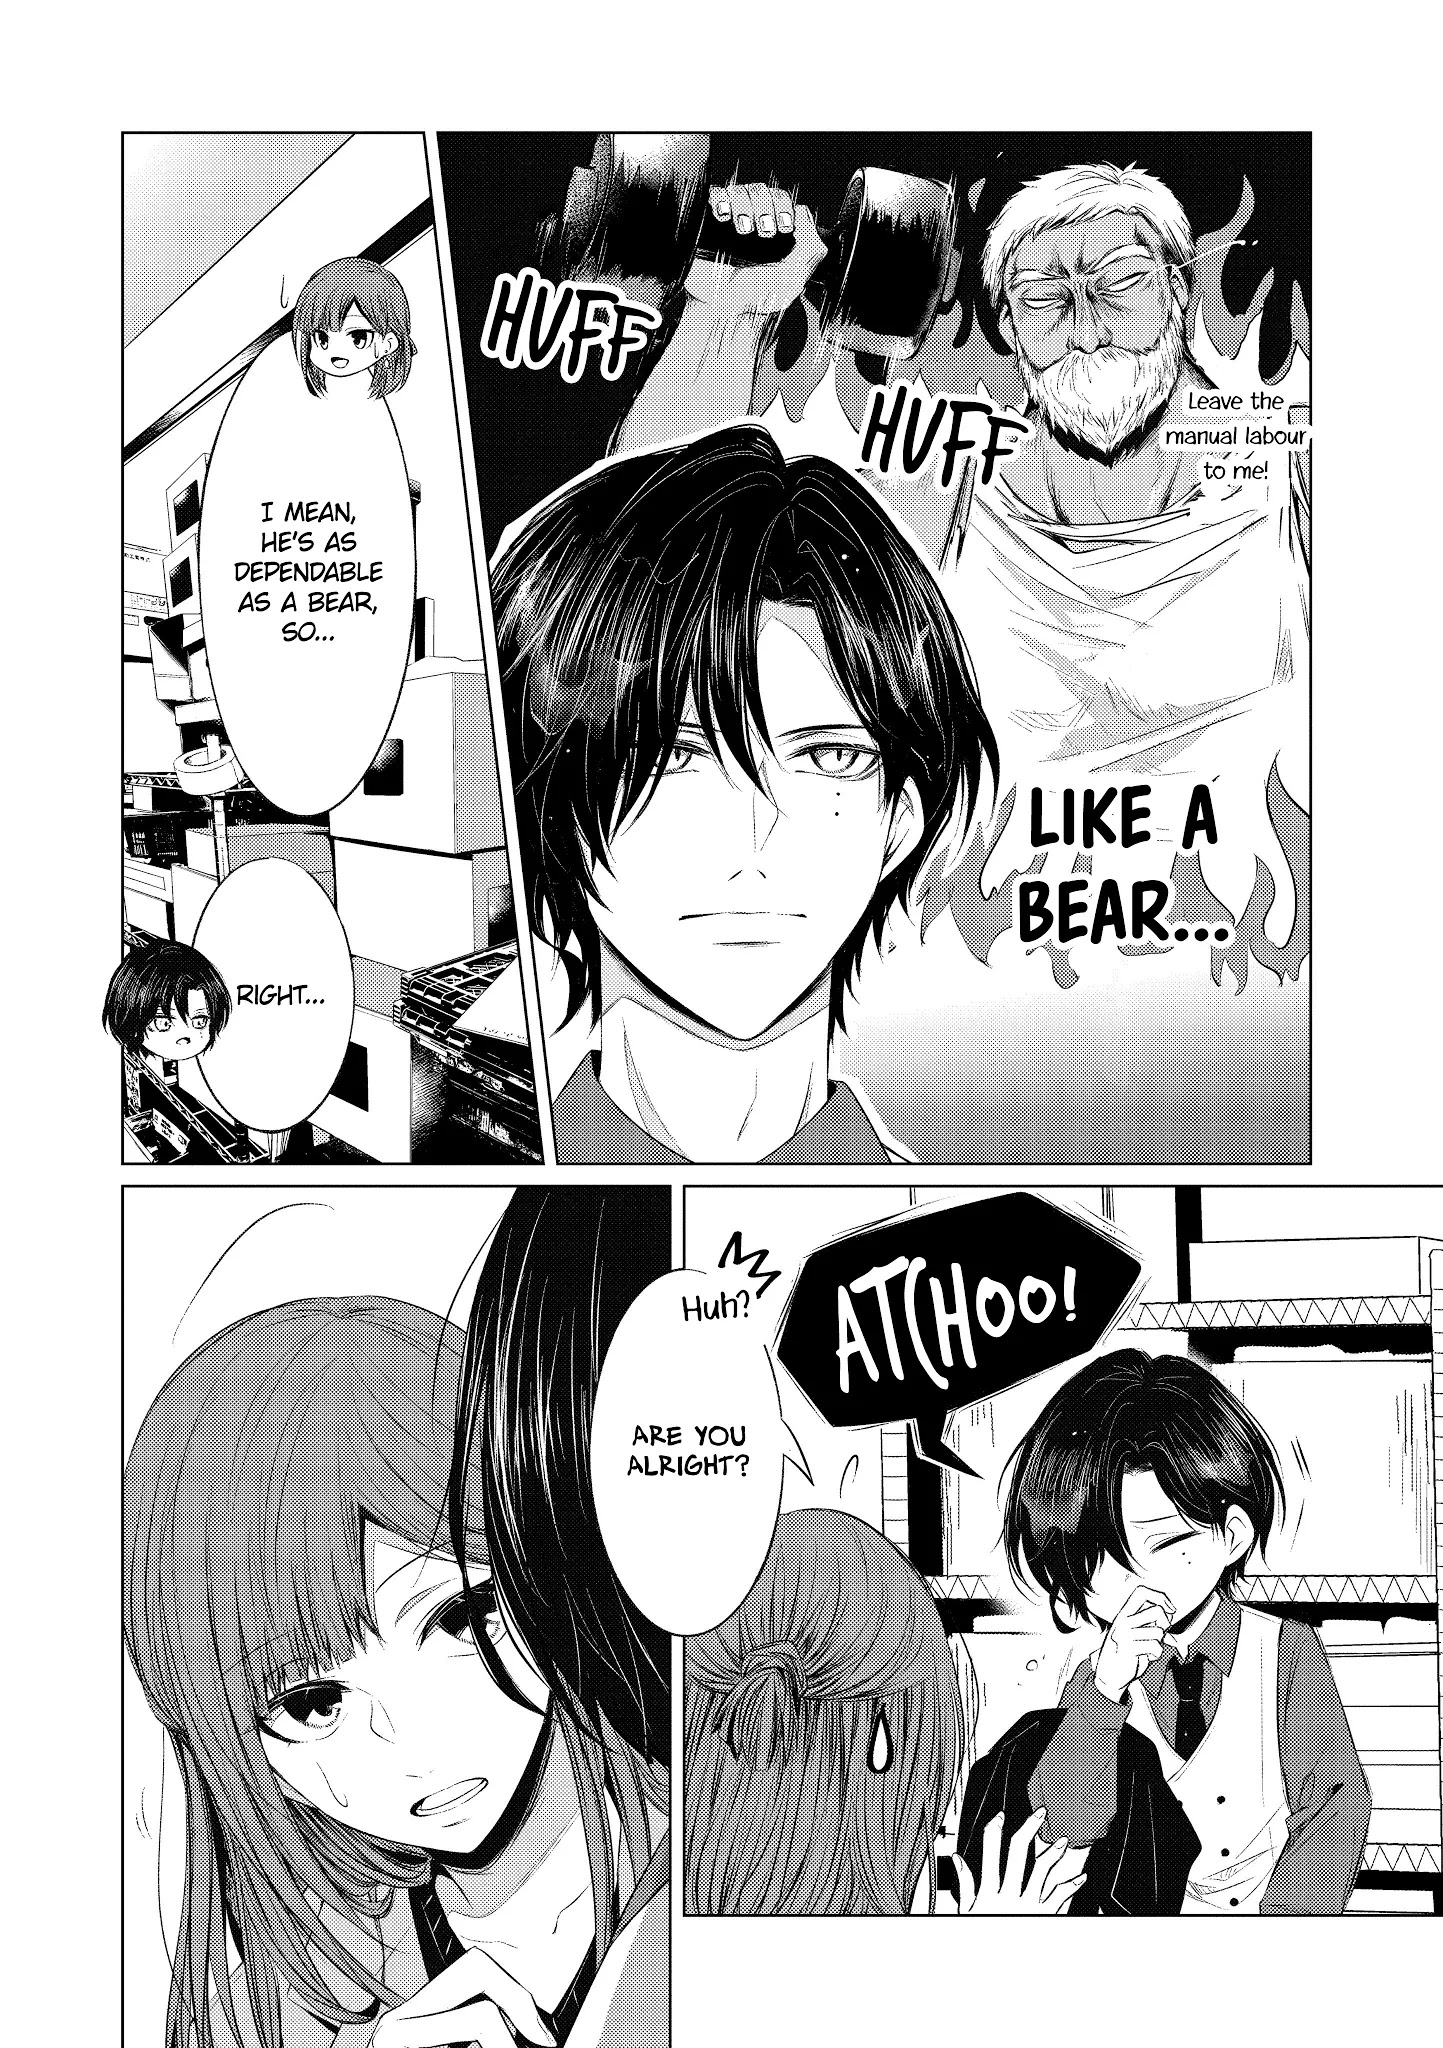 HUFF
HUFF
Leave the
manual labour
to me!
LIKE A
BEAR...
I MEAN,
HE'S AS
DEPENDABLE
AS A BEAR,
SO...
RIGHT...
ATCHOO!
Huh?
ARE YOU
ALRIGHT?